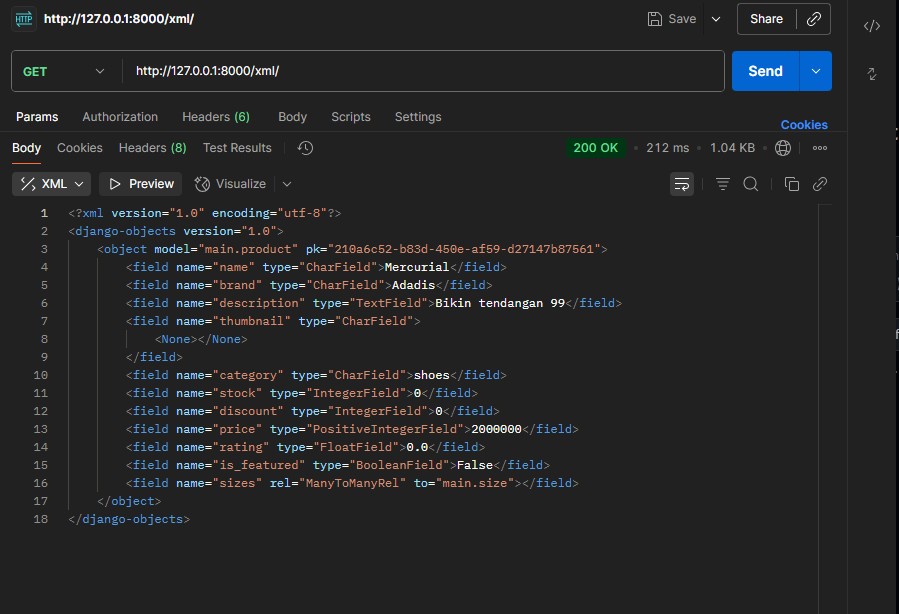 HTTP http://127.0.0.1:8000/xml/ Save Share
GET http://127.0.0.1:8000/xml/ Send
Params Authorization Headers (6) Body Scripts Settings
Cookies
Body Cookies Headers (8) Test Results 200 OK • 212 ms • 1.04 KB •
XML Preview Visualize
1 <?xml version="1.0" encoding="utf-8"?>
2 <django-objects version="1.0">
3 <object model="main.product" pk="210a6c52-b83d-450e-af59-d27147b87561">
4 <field name="name" type="CharField">Mercurial</field>
5 <field name="brand" type="CharField">Adadis</field>
6 <field name="description" type="TextField">Bikin tendangan 99</field>
7 <field name="thumbnail" type="CharField">
8 <None></None>
9 </field>
10 <field name="category" type="CharField">shoes</field>
11 <field name="stock" type="IntegerField">0</field>
12 <field name="discount" type="IntegerField">0</field>
13 <field name="price" type="PositiveIntegerField">2000000</field>
14 <field name="rating" type="FloatField">0.0</field>
15 <field name="is_featured" type="BooleanField">False</field>
16 <field name="sizes" rel="ManyToManyRel" to="main.size"></field>
17 </object>
18 </django-objects>